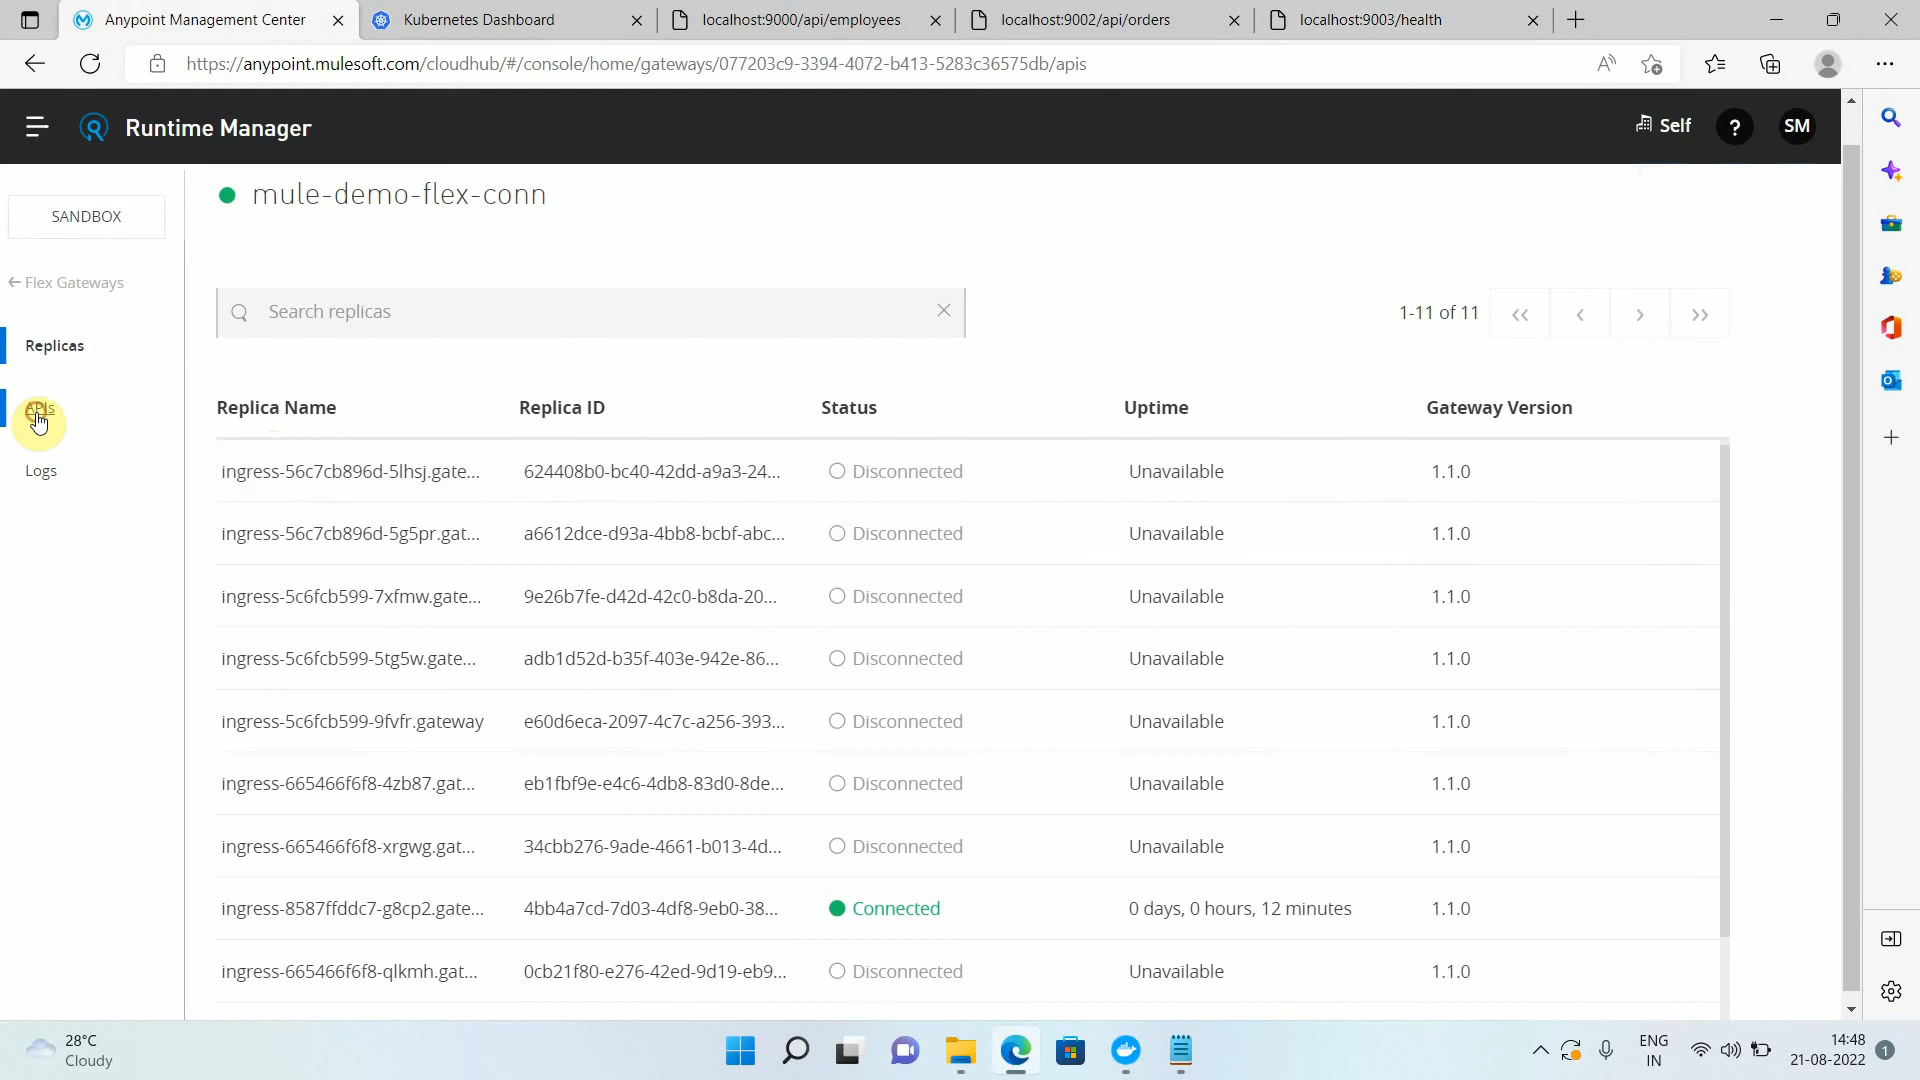 Anypoint Management Center
Kubernetes Dashboard
localhost:9000/api/employees
localhost:9002/api/orders
localhost:9003/health
https://anypoint.mulesoft.com/cloudhub/#/console/home/gateways/077203c9-3394-4072-b413-5283c36575db/apis
Runtime Manager
Self
?
SM
SANDBOX
mule-demo-flex-conn
Flex Gateways
Replicas
APIs
Logs
Search replicas
1-11 of 11
Replica Name Replica ID Status Uptime Gateway Version
ingress-56c7cb896d-5lhsj.gate... 624408b0-bc40-42dd-a9a3-24... Disconnected Unavailable 1.1.0
ingress-56c7cb896d-5g5pr.gat... a6612dce-d93a-4bb8-bcbf-abc... Disconnected Unavailable 1.1.0
ingress-5c6fcb599-7xfmw.gate... 9e26b7fe-d42d-42c0-b8da-20... Disconnected Unavailable 1.1.0
ingress-5c6fcb599-5tg5w.gate... adb1d52d-b35f-403e-942e-86... Disconnected Unavailable 1.1.0
ingress-5c6fcb599-9fvfr.gateway e60d6eca-2097-4c7c-a256-393... Disconnected Unavailable 1.1.0
ingress-665466f6f8-4zb87.gat... eb1fbf9e-e4c6-4db8-83d0-8de... Disconnected Unavailable 1.1.0
ingress-665466f6f8-xrgwg.gat... 34cbb276-9ade-4661-b013-4d... Disconnected Unavailable 1.1.0
ingress-8587ffddc7-g8cp2.gate... 4bb4a7cd-7d03-4df8-9eb0-38... Connected 0 days, 0 hours, 12 minutes 1.1.0
ingress-665466f6f8-qlkmh.gat... 0cb21f80-e276-42ed-9d19-eb9... Disconnected Unavailable 1.1.0
28°C
Cloudy
ENG
IN
14:48
21-08-2022
1